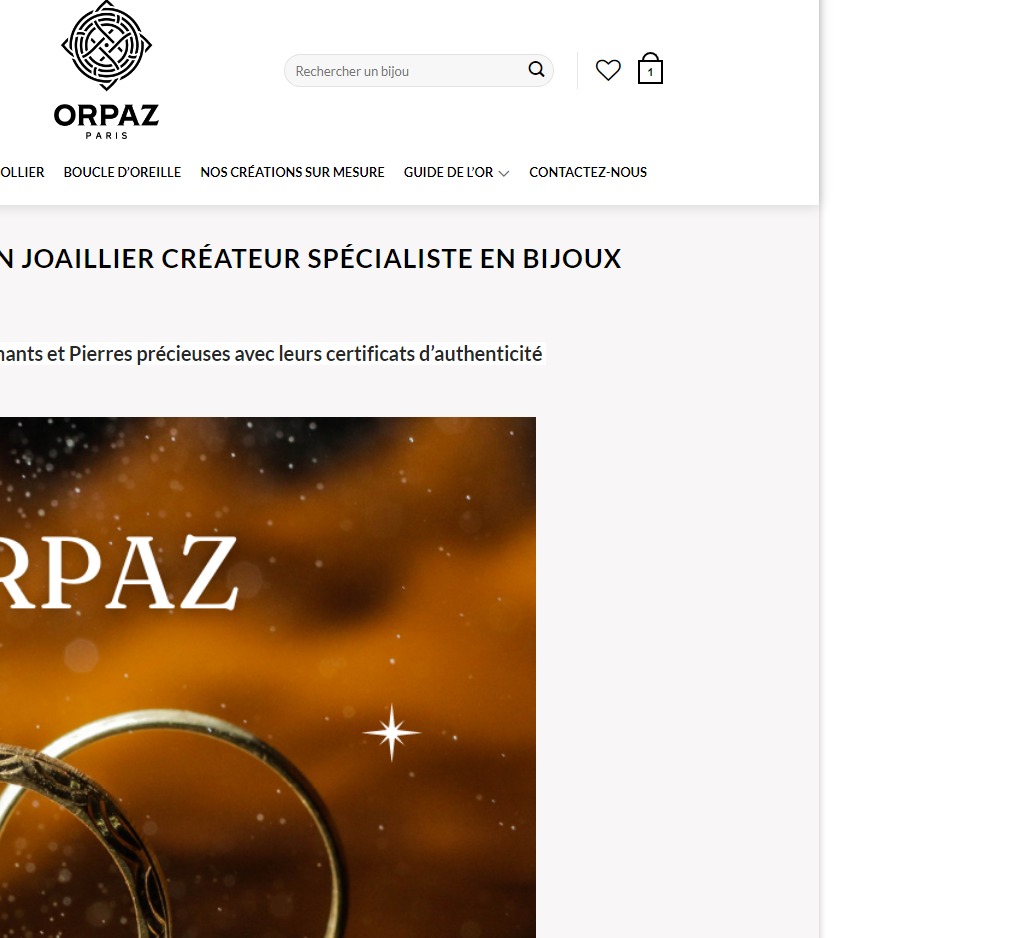 ORPAZ
PARIS
Rechercher un bijou
1
OLLIER BOUCLE D’OREILLE NOS CRÉATIONS SUR MESURE GUIDE DE L’OR CONTACTEZ-NOUS
N JOAILLIER CRÉATEUR SPÉCIALISTE EN BIJOUX
nants et Pierres précieuses avec leurs certificats d’authenticité
RPAZ